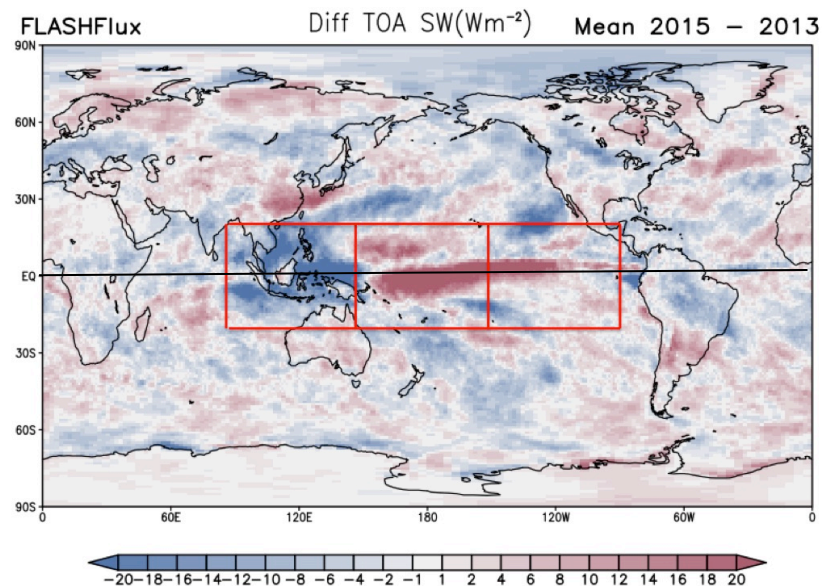 FLASHFlux Diff TOA SW(Wm⁻²) Mean 2015 – 2013
90N
60N
30N
EQ
30S
60S
90S
0 60E 120E 180 120W 60W 0
-20 -18 -16 -14 -12 -10 -8 -6 -4 -2 -1 1 2 4 6 8 10 12 14 16 18 20